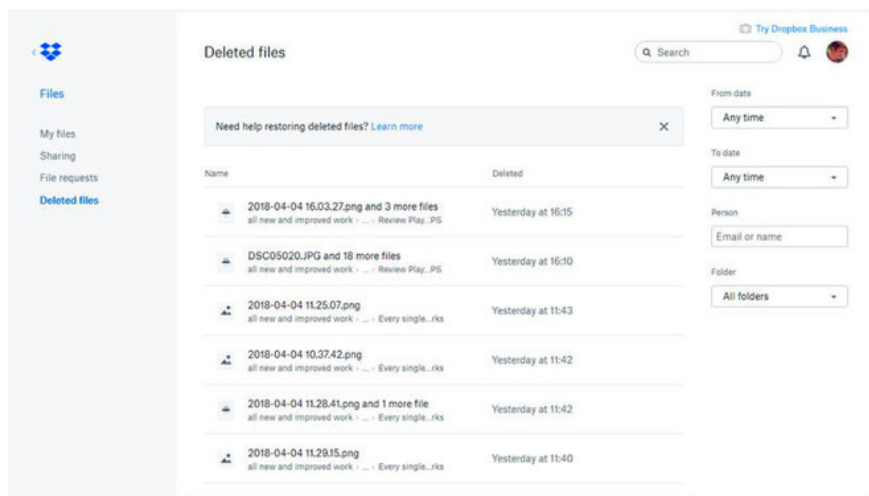 Try Dropbox Business
Deleted files
Search
Files
My files
Sharing
File requests
Deleted files
Need help restoring deleted files? Learn more
Name
Deleted
2018-04-04 16.03.27.png and 3 more files
all new and improved work › ... › Review Play...PS
Yesterday at 16:15
DSC05020.JPG and 18 more files
all new and improved work › ... › Review Play...PS
Yesterday at 16:10
2018-04-04 11.25.07.png
all new and improved work › ... › Every single...rks
Yesterday at 11:43
2018-04-04 10.37.42.png
all new and improved work › ... › Every single...rks
Yesterday at 11:42
2018-04-04 11.28.41.png and 1 more file
all new and improved work › ... › Every single...rks
Yesterday at 11:42
2018-04-04 11.29.15.png
all new and improved work › ... › Every single...rks
Yesterday at 11:40
From date
Any time
To date
Any time
Person
Email or name
Folder
All folders